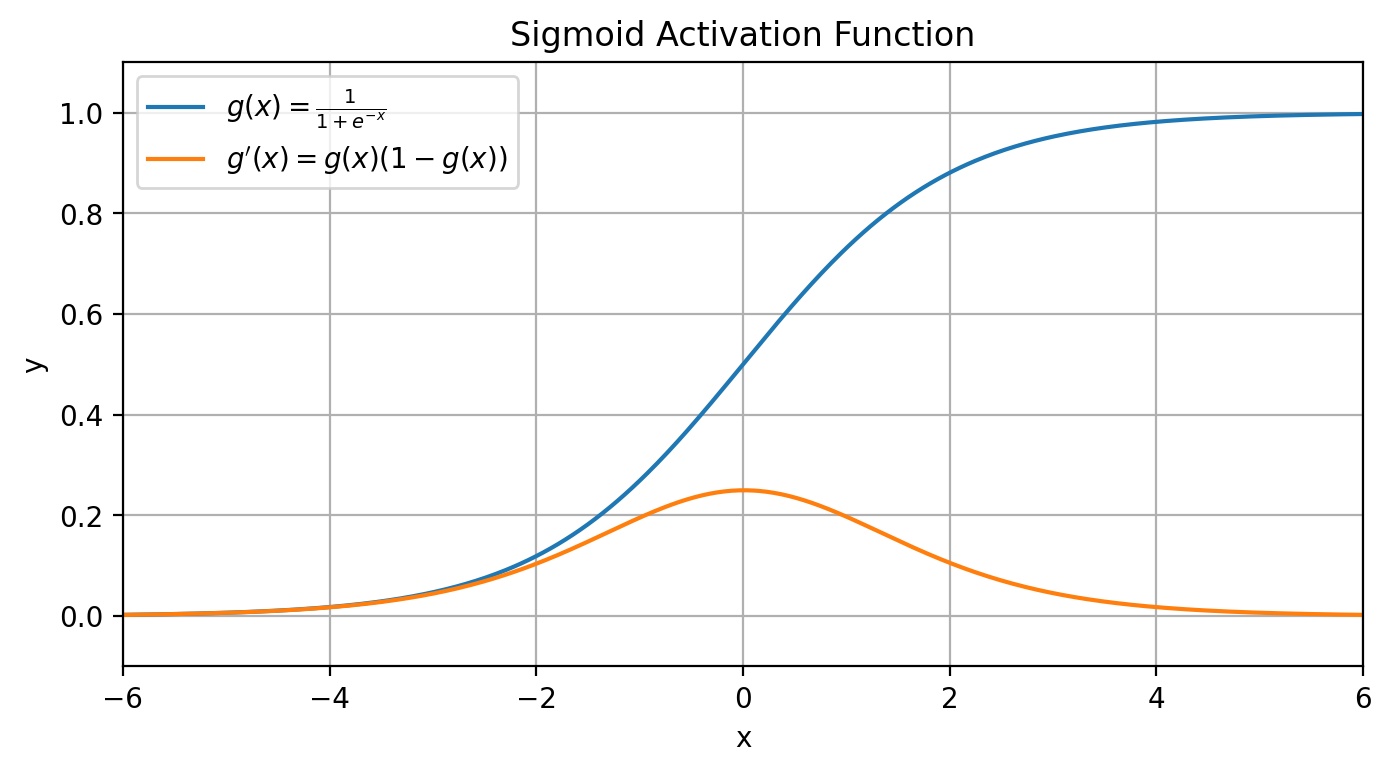 Sigmoid Activation Function
g(x) = \frac{1}{1 + e^{-x}}
g′(x) = g(x)(1 − g(x))
1.0
0.8
0.6
0.4
0.2
0.0
y
−6
−4
−2
0
2
4
6
x